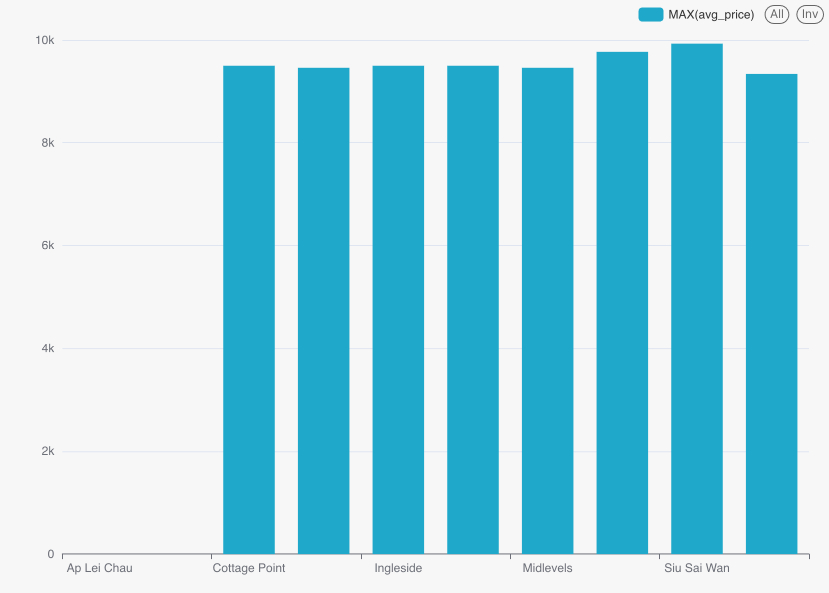 MAX(avg_price) All Inv
10k
8k
6k
4k
2k
0
Ap Lei Chau Cottage Point Ingleside Midlevels Siu Sai Wan